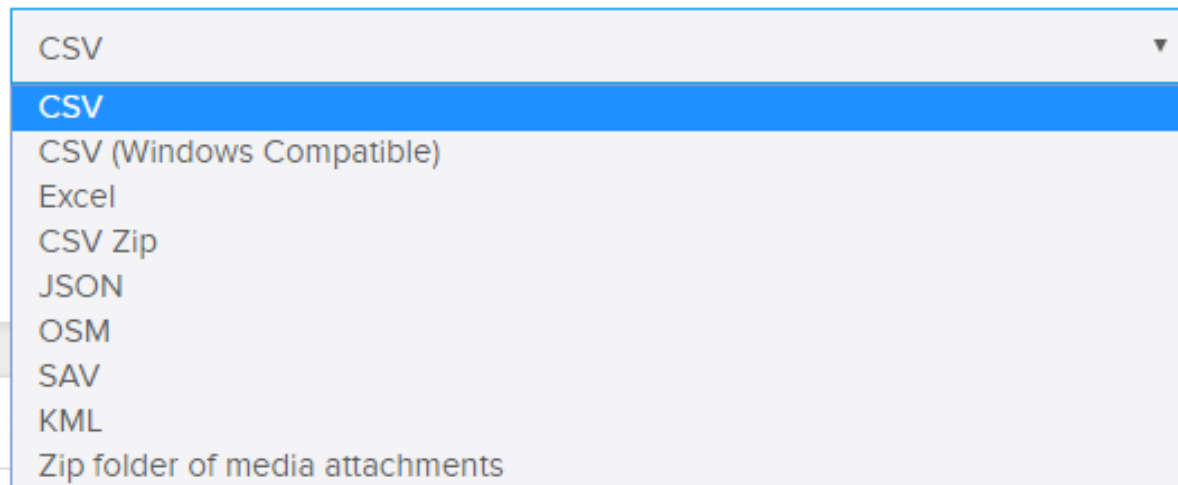 CSV
CSV
CSV (Windows Compatible)
Excel
CSV Zip
JSON
OSM
SAV
KML
Zip folder of media attachments